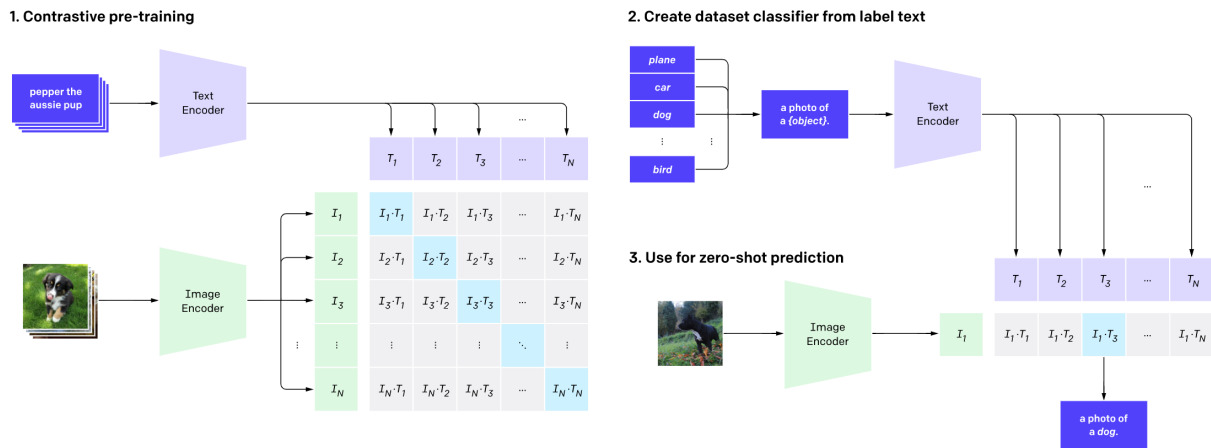 1. Contrastive pre-training
pepper the
aussie pup
Text
Encoder
...
T1 T2 T3 ... TN
I1 I1·T1 I1·T2 I1·T3 ... I1·TN
I2 I2·T1 I2·T2 I2·T3 ... I2·TN
I3 I3·T1 I3·T2 I3·T3 ... I3·TN
⋮ ⋮ ⋮ ⋮ ⋮ ⋱ ⋮
IN IN·T1 IN·T2 IN·T3 ... IN·TN
Image
Encoder
2. Create dataset classifier from label text
plane
car
dog
⋮ ⋮
bird
a photo of
a {object}.
Text
Encoder
...
3. Use for zero-shot prediction
T1 T2 T3 ... TN
Image
Encoder
I1 I1·T1 I1·T2 I1·T3 ... I1·TN
a photo of
a dog.